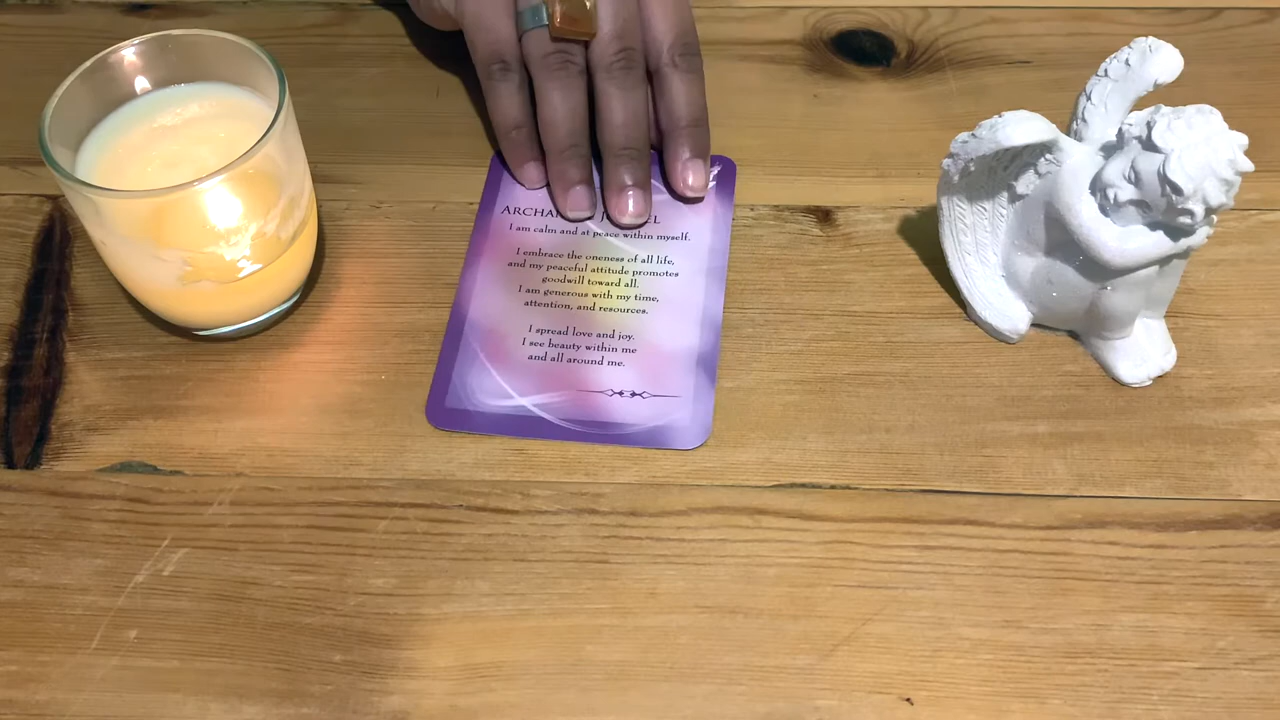 I am calm and at peace within myself.
I embrace the oneness of all life,
and my peaceful attitude promotes
goodwill toward all.
I am generous with my time,
attention, and resources.
I spread love and joy.
I see beauty within me
and all around me.